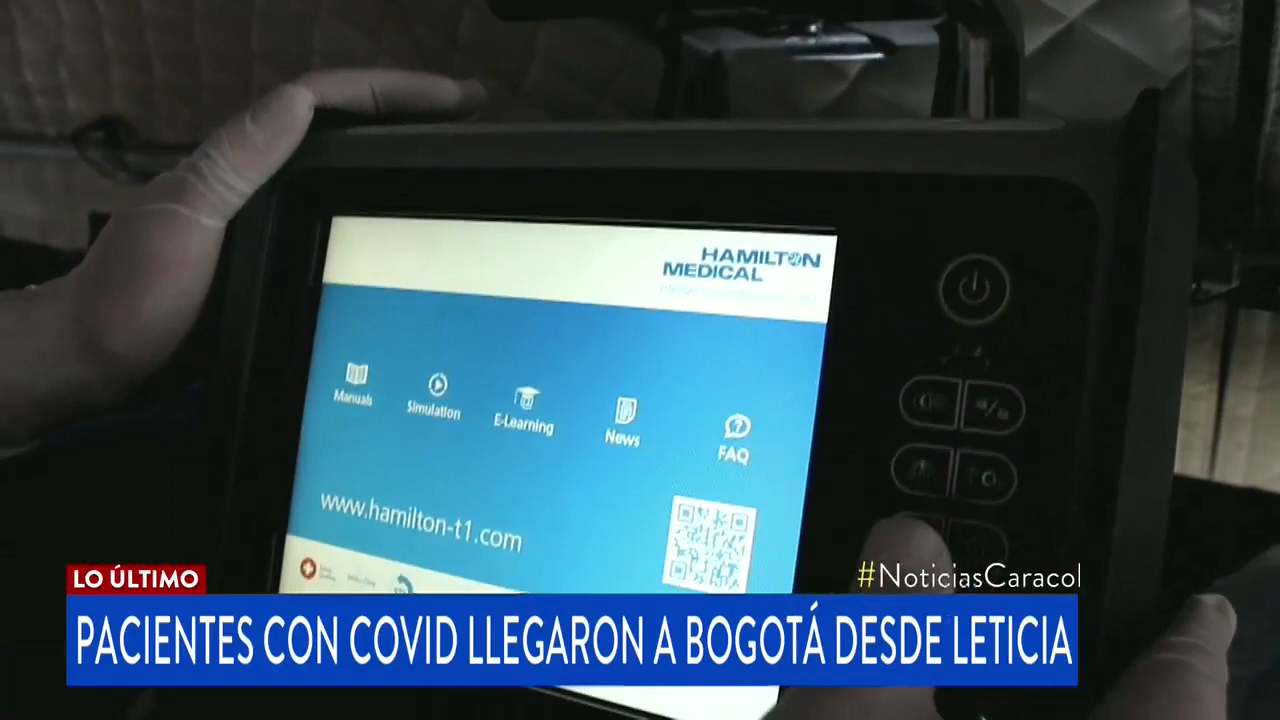 HAMILTON
MEDICAL
Manuals
Simulation
E-Learning
News
FAQ
www.hamilton-t1.com
LO ÚLTIMO
#NoticiasCaracol
PACIENTES CON COVID LLEGARON A BOGOTÁ DESDE LETICIA